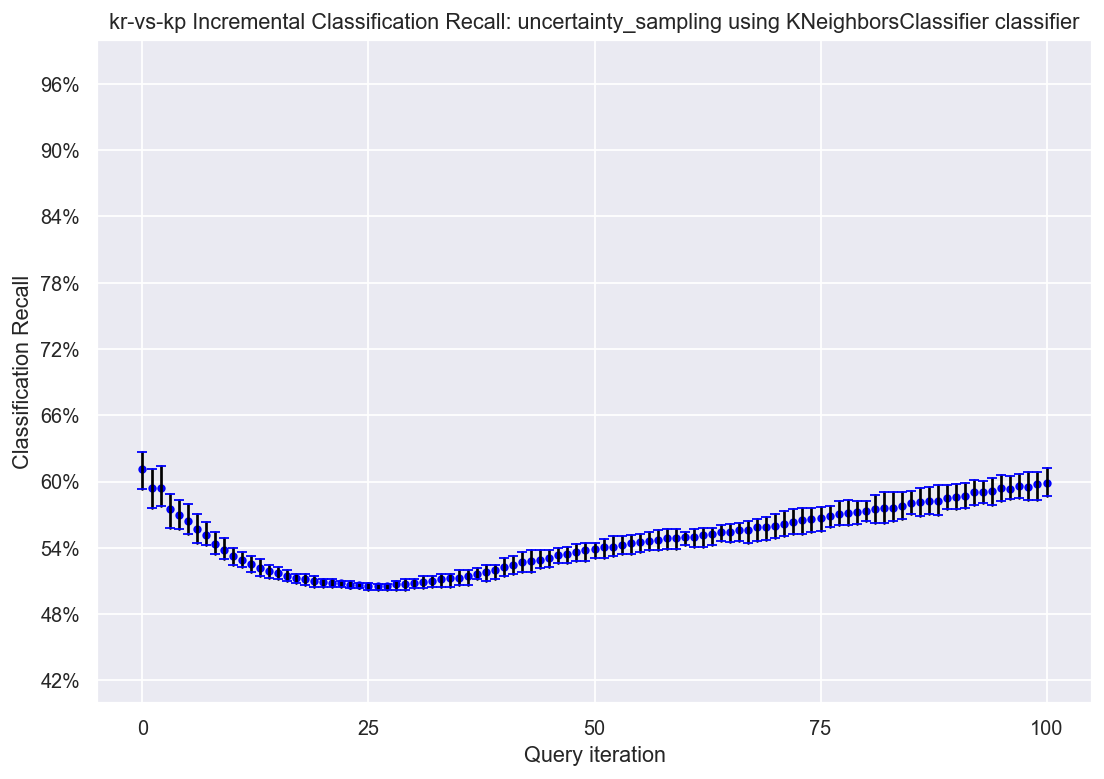 kr-vs-kp Incremental Classification Recall: uncertainty_sampling using KNeighborsClassifier classifier
96%
90%
84%
78%
72%
66%
60%
54%
48%
42%
Classification Recall
0 25 50 75 100
Query iteration